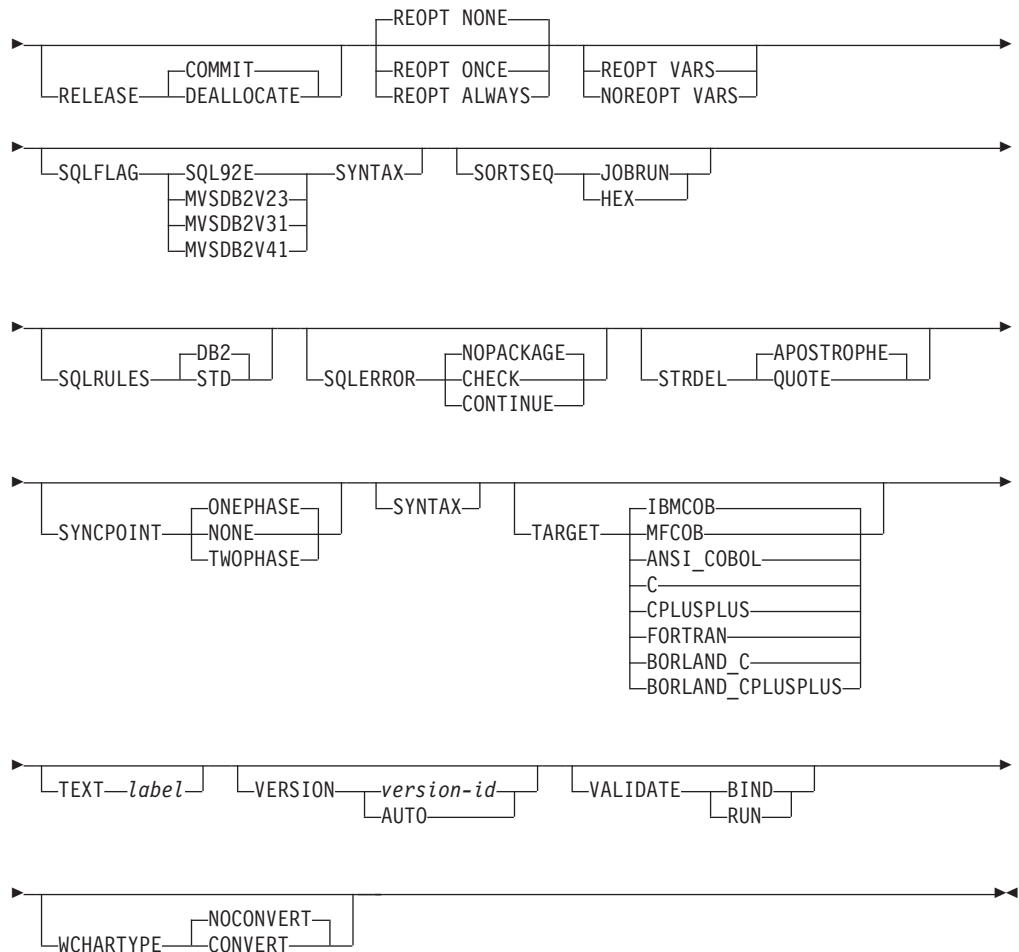 REOPT NONE
COMMIT REOPT ONCE REOPT VARS
RELEASE DEALLOCATE REOPT ALWAYS NOREOPT VARS
SQLFLAG SQL92E SYNTAX SORTSEQ JOBRUN
MVSDB2V23 HEX
MVSDB2V31
MVSDB2V41
DB2 NOPACKAGE APOSTROPHE
SQLRULES STD SQLERROR CHECK STRDEL QUOTE
CONTINUE
ONEPHASE SYNTAX IBMCOB
SYNCPOINT NONE TARGET MFCOB
TWOPHASE ANSI_COBOL
C
CPLUSPLUS
FORTRAN
BORLAND_C
BORLAND_CPLUSPLUS
TEXT label VERSION version-id VALIDATE BIND
AUTO RUN
NOCONVERT
WCHARTYPE CONVERT